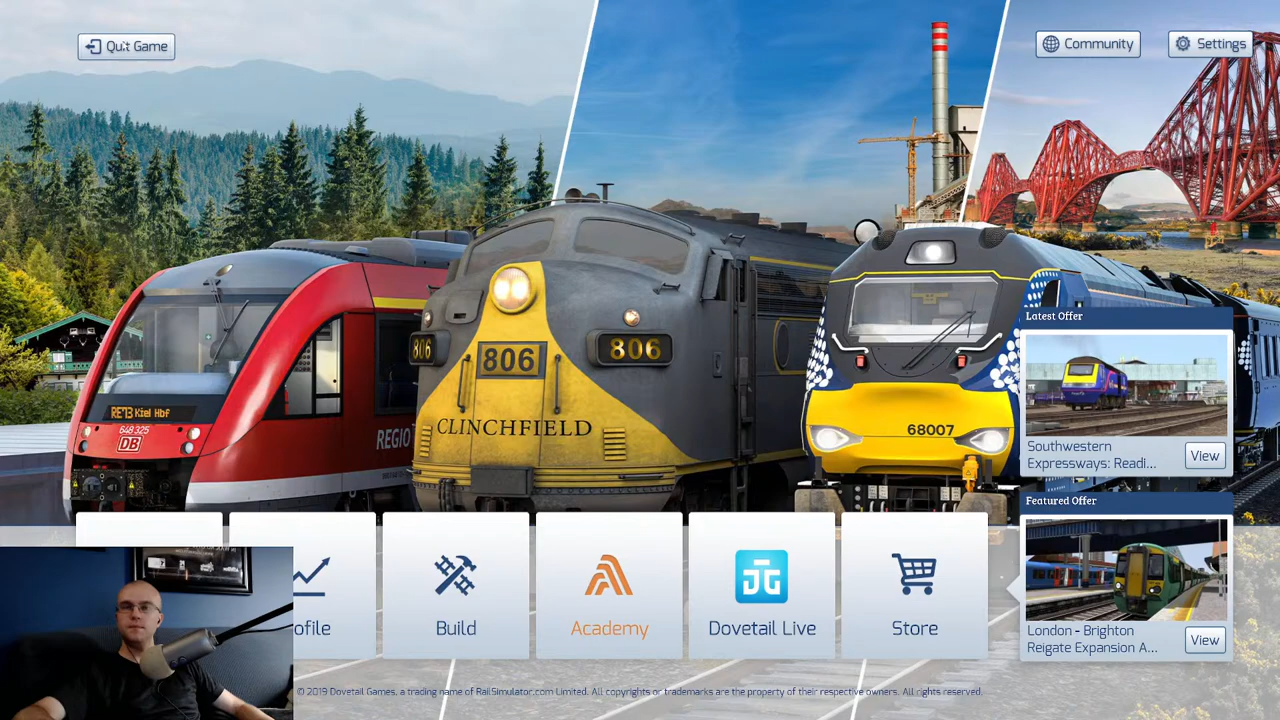 Quit Game
Community
Settings
RE73 Kiel Hbf
648 325
DB
REGIO
806
806
806
CLINCHFIELD
68007
Latest Offer
Southwestern
Expressways: Readi...
View
Featured Offer
London - Brighton
Reigate Expansion A...
View
ofile
Build
Academy
Dovetail Live
Store
© 2019 Dovetail Games, a trading name of RailSimulator.com Limited. All copyrights or trademarks are the property of their respective owners. All rights reserved.